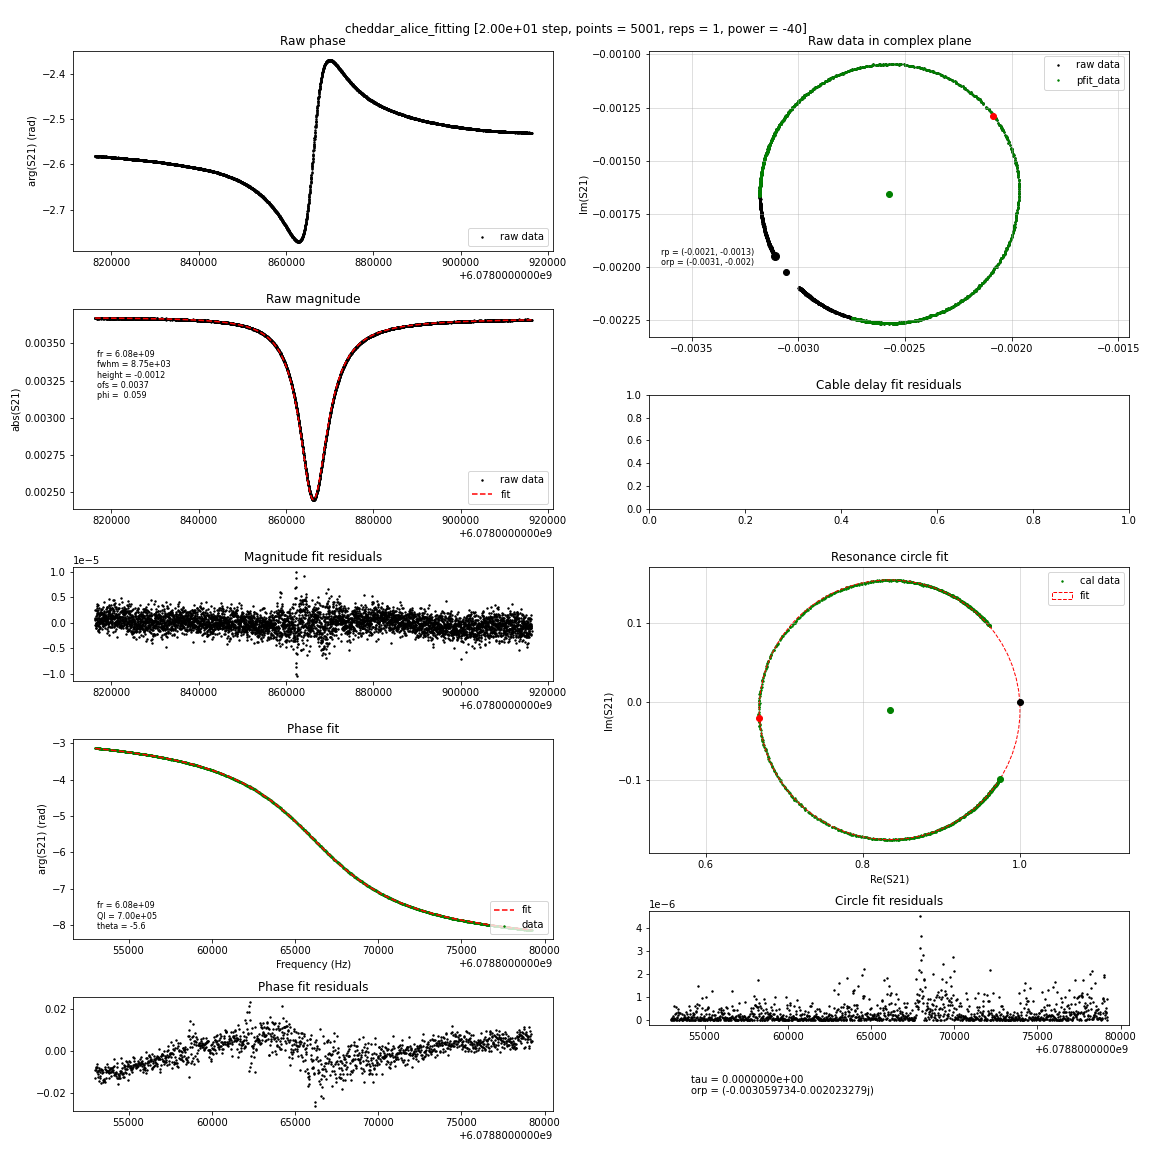 cheddar_alice_fitting [2.00e+01 step, points = 5001, reps = 1, power = -40]
Raw phase
arg(S21) (rad)
−2.4
−2.5
−2.6
−2.7
raw data
820000 840000 860000 880000 900000 920000
+6.0780000000e9
Raw data in complex plane
Im(S21)
−0.00100
−0.00125
−0.00150
−0.00175
−0.00200
−0.00225
raw data
pfit_data
rp = (-0.0021, -0.0013)
orp = (-0.0031, -0.002)
−0.0035 −0.0030 −0.0025 −0.0020 −0.0015
Raw magnitude
abs(S21)
0.00350
0.00325
0.00300
0.00275
0.00250
fr = 6.08e+09
fwhm = 8.75e+03
height = -0.0012
ofs = 0.0037
phi =  0.059
raw data
fit
820000 840000 860000 880000 900000 920000
+6.0780000000e9
Cable delay fit residuals
1.0
0.8
0.6
0.4
0.2
0.0
0.0 0.2 0.4 0.6 0.8 1.0
Magnitude fit residuals
1e−5
1.0
0.5
0.0
−0.5
−1.0
820000 840000 860000 880000 900000 920000
+6.0780000000e9
Resonance circle fit
Im(S21)
0.1
0.0
−0.1
cal data
fit
0.6 0.8 1.0
Re(S21)
Phase fit
arg(S21) (rad)
−3
−4
−5
−6
−7
−8
fr = 6.08e+09
Ql = 7.00e+05
theta = -5.6
fit
data
55000 60000 65000 70000 75000 80000
Frequency (Hz)
+6.0788000000e9
Circle fit residuals
1e−6
4
3
2
1
0
55000 60000 65000 70000 75000 80000
+6.0788000000e9
Phase fit residuals
0.02
0.00
−0.02
55000 60000 65000 70000 75000 80000
+6.0788000000e9
tau = 0.0000000e+00
orp = (-0.003059734-0.002023279j)